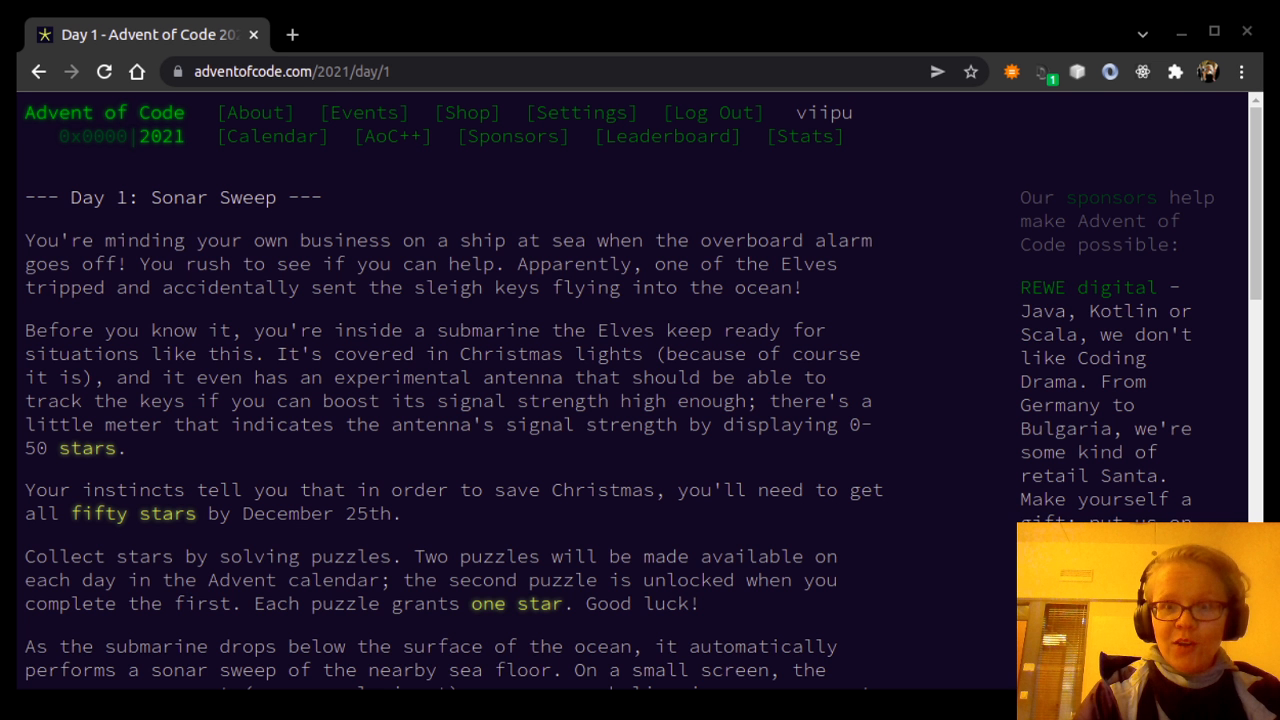 Day 1 - Advent of Code 202
adventofcode.com/2021/day/1
1
Advent of Code [About] [Events] [Shop] [Settings] [Log Out] viipu
0x0000|2021 [Calendar] [AoC++] [Sponsors] [Leaderboard] [Stats]
--- Day 1: Sonar Sweep ---
You're minding your own business on a ship at sea when the overboard alarm
goes off! You rush to see if you can help. Apparently, one of the Elves
tripped and accidentally sent the sleigh keys flying into the ocean!
Before you know it, you're inside a submarine the Elves keep ready for
situations like this. It's covered in Christmas lights (because of course
it is), and it even has an experimental antenna that should be able to
track the keys if you can boost its signal strength high enough; there's a
little meter that indicates the antenna's signal strength by displaying 0-
50 stars.
Your instincts tell you that in order to save Christmas, you'll need to get
all fifty stars by December 25th.
Collect stars by solving puzzles. Two puzzles will be made available on
each day in the Advent calendar; the second puzzle is unlocked when you
complete the first. Each puzzle grants one star. Good luck!
As the submarine drops below the surface of the ocean, it automatically
performs a sonar sweep of the nearby sea floor. On a small screen, the
Our sponsors help
make Advent of
Code possible:
REWE digital -
Java, Kotlin or
Scala, we don't
like Coding
Drama. From
Germany to
Bulgaria, we're
some kind of
retail Santa.
Make yourself a